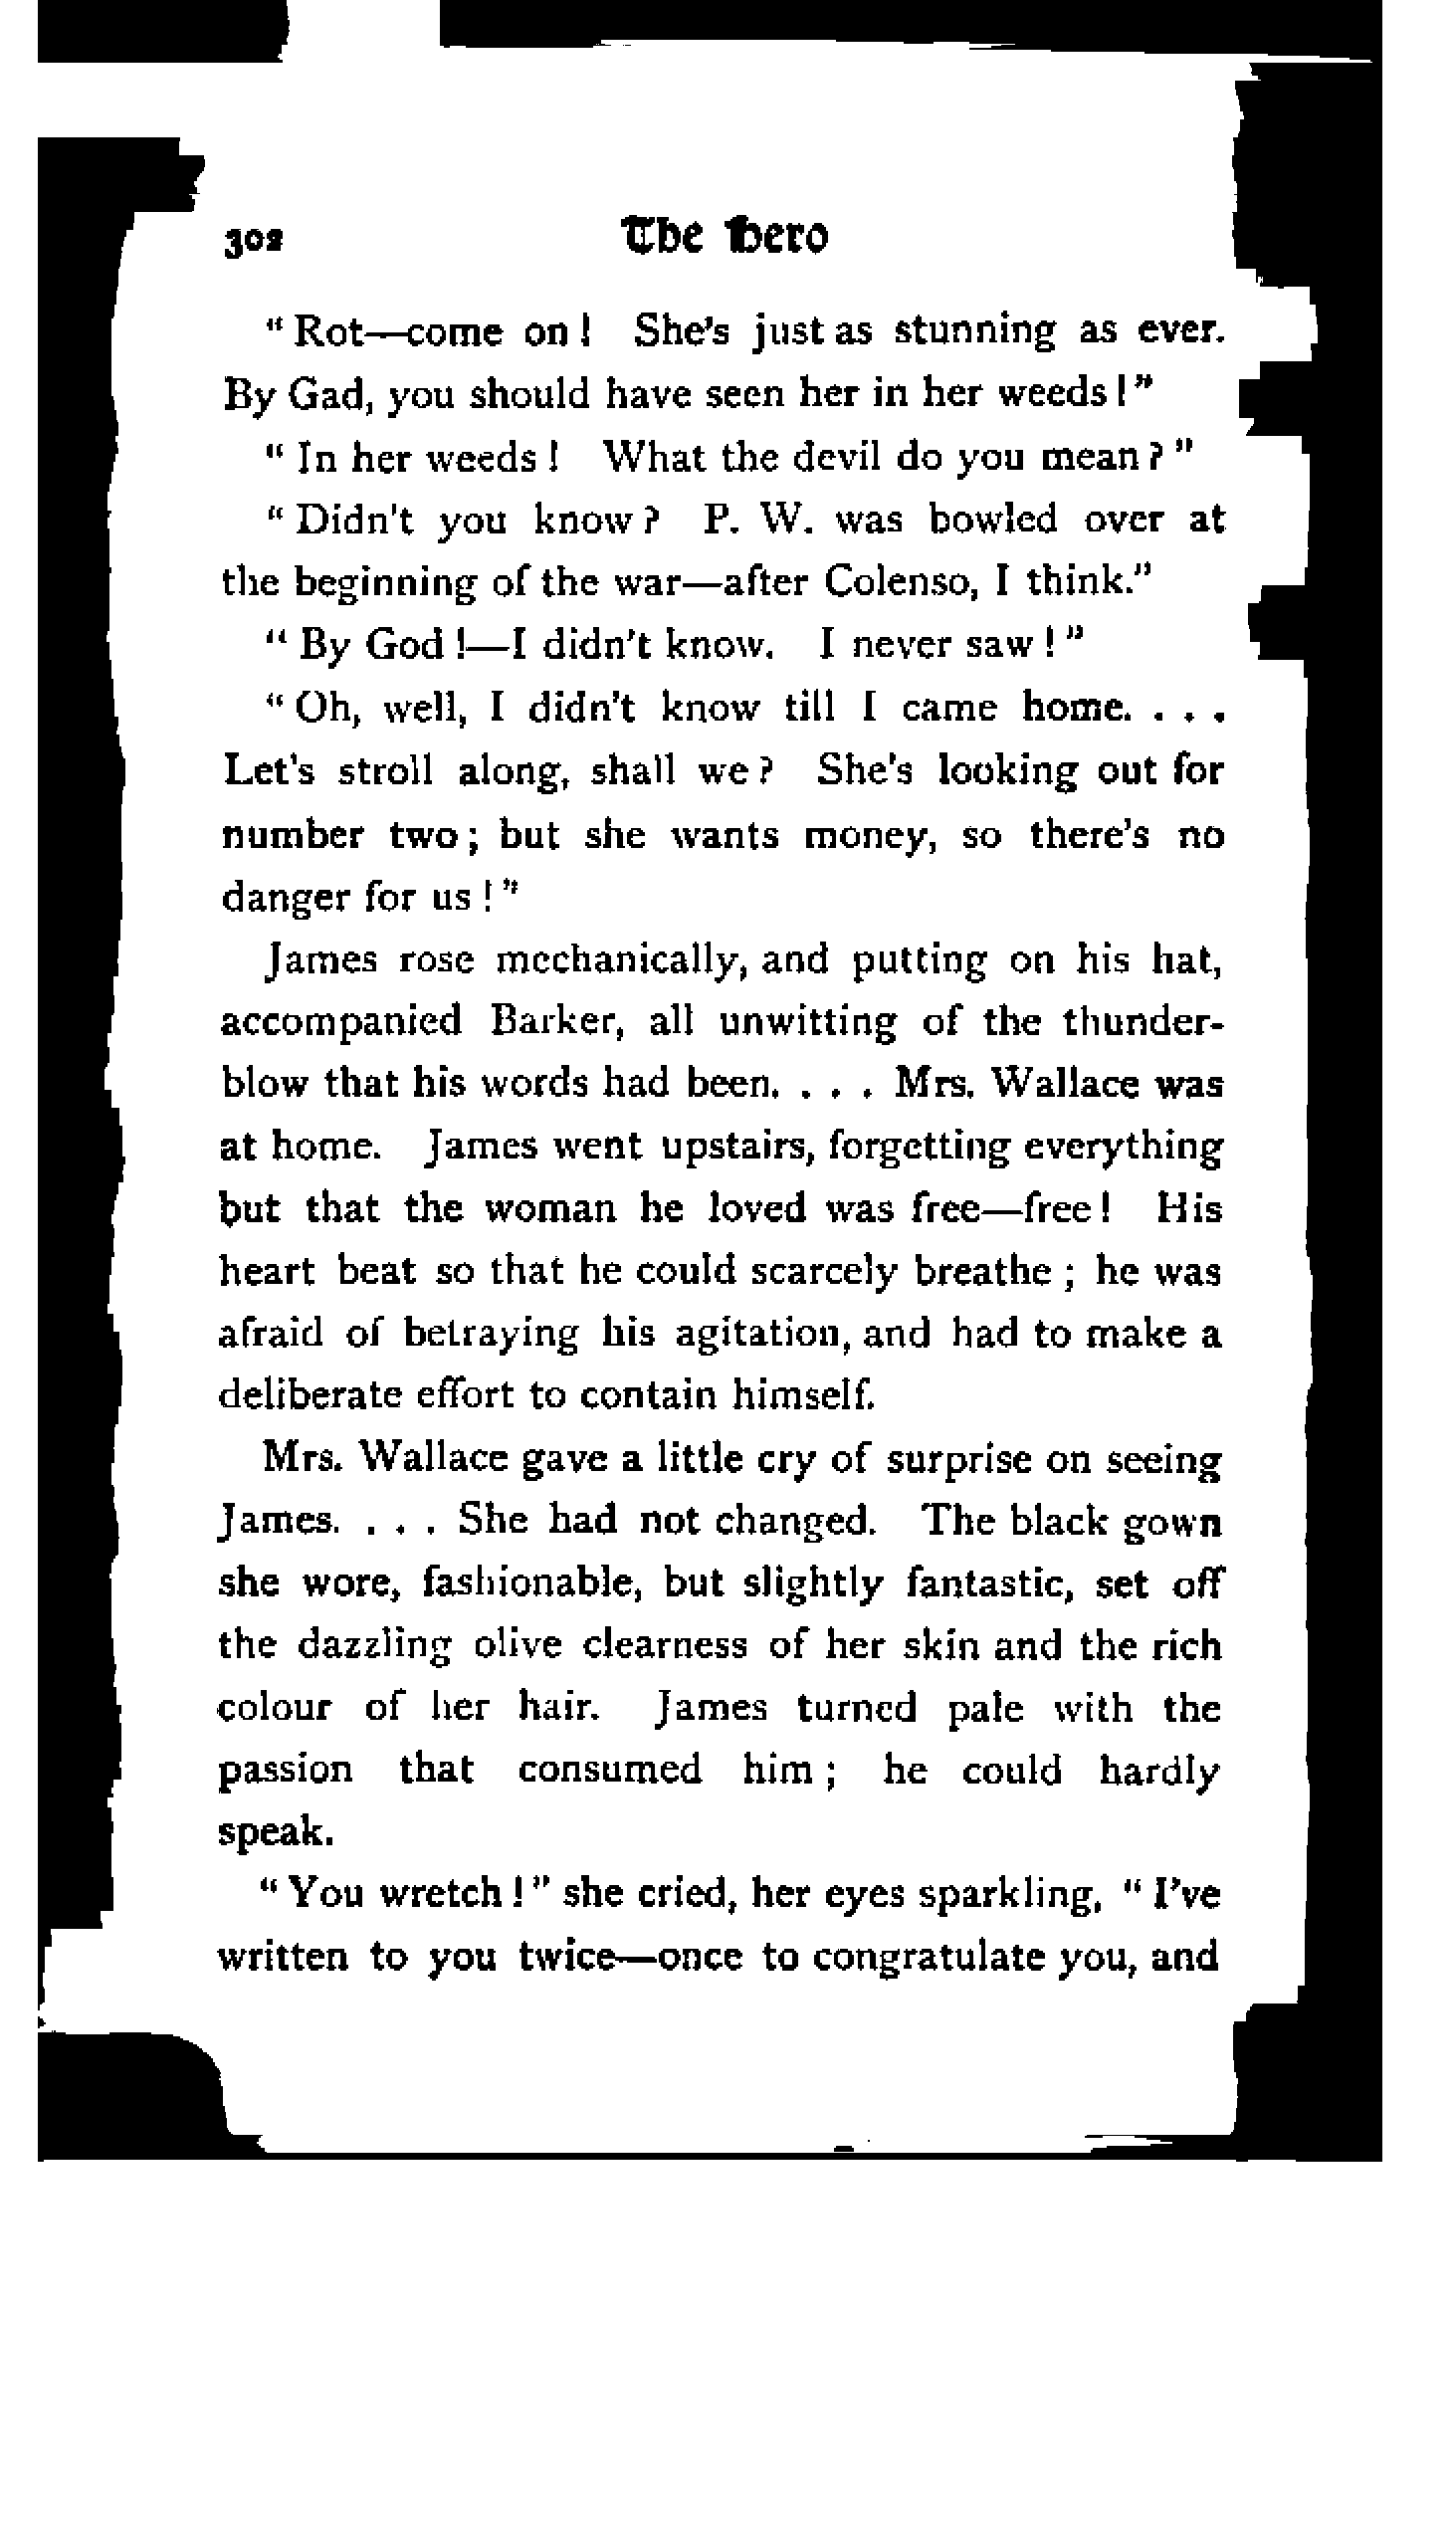 302 The Hero
"Rot—come on! She's just as stunning as ever.
By Gad, you should have seen her in her weeds!"
"In her weeds! What the devil do you mean?"
"Didn't you know? P. W. was bowled over at
the beginning of the war—after Colenso, I think."
"By God!—I didn't know. I never saw!"
"Oh, well, I didn't know till I came home. . . .
Let's stroll along, shall we? She's looking out for
number two; but she wants money, so there's no
danger for us!"
James rose mechanically, and putting on his hat,
accompanied Barker, all unwitting of the thunder-
blow that his words had been. . . . Mrs. Wallace was
at home. James went upstairs, forgetting everything
but that the woman he loved was free—free! His
heart beat so that he could scarcely breathe; he was
afraid of betraying his agitation, and had to make a
deliberate effort to contain himself.
Mrs. Wallace gave a little cry of surprise on seeing
James. . . . She had not changed. The black gown
she wore, fashionable, but slightly fantastic, set off
the dazzling olive clearness of her skin and the rich
colour of her hair. James turned pale with the
passion that consumed him; he could hardly
speak.
"You wretch!" she cried, her eyes sparkling, "I've
written to you twice—once to congratulate you, and